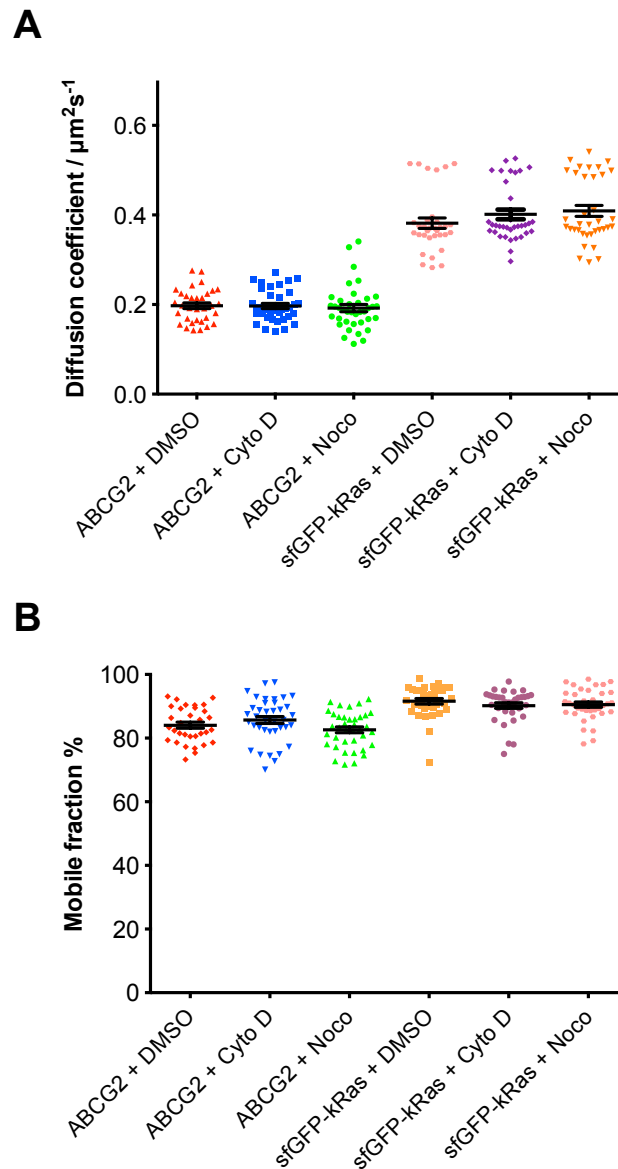 A
Diffusion coefficient / µm²s⁻¹
0.6
0.4
0.2
0.0
ABCG2 + DMSO
ABCG2 + Cyto D
ABCG2 + Noco
sfGFP-kRas + DMSO
sfGFP-kRas + Cyto D
sfGFP-kRas + Noco
B
Mobile fraction %
100
80
60
40
20
0
ABCG2 + DMSO
ABCG2 + Cyto D
ABCG2 + Noco
sfGFP-kRas + DMSO
sfGFP-kRas + Cyto D
sfGFP-kRas + Noco